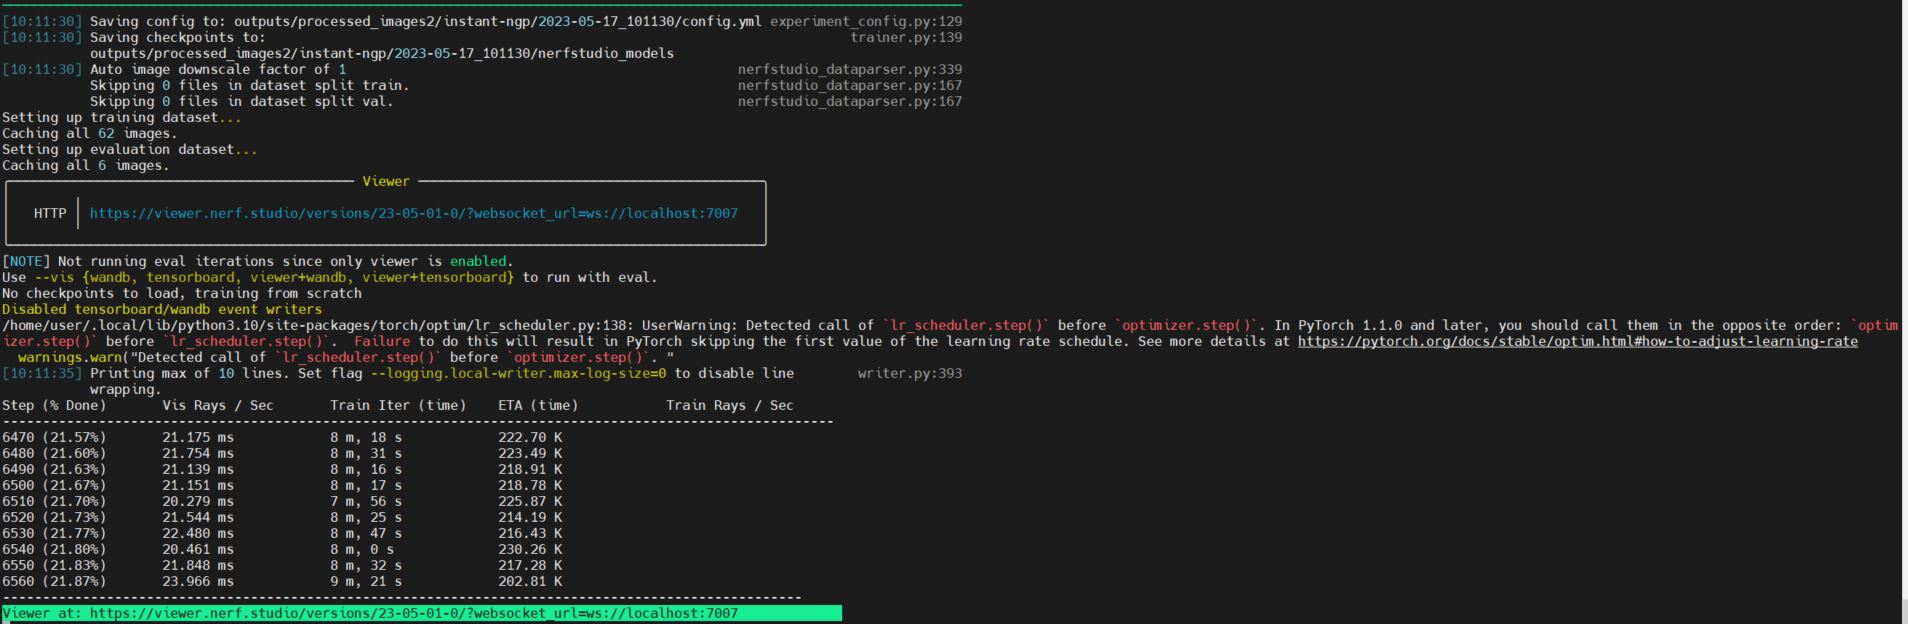 [10:11:30] Saving config to: outputs/processed_images2/instant-ngp/2023-05-17_101130/config.yml experiment_config.py:129
[10:11:30] Saving checkpoints to: trainer.py:139
outputs/processed_images2/instant-ngp/2023-05-17_101130/nerfstudio_models
[10:11:30] Auto image downscale factor of 1 nerfstudio_dataparser.py:339
Skipping 0 files in dataset split train. nerfstudio_dataparser.py:167
Skipping 0 files in dataset split val. nerfstudio_dataparser.py:167
Setting up training dataset...
Caching all 62 images.
Setting up evaluation dataset...
Caching all 6 images.
Viewer
HTTP https://viewer.nerf.studio/versions/23-05-01-0/?websocket_url=ws://localhost:7007
[NOTE] Not running eval iterations since only viewer is enabled.
Use --vis {wandb, tensorboard, viewer+wandb, viewer+tensorboard} to run with eval.
No checkpoints to load, training from scratch
Disabled tensorboard/wandb event writers
/home/user/.local/lib/python3.10/site-packages/torch/optim/lr_scheduler.py:138: UserWarning: Detected call of `lr_scheduler.step()` before `optimizer.step()`. In PyTorch 1.1.0 and later, you should call them in the opposite order: `optim
izer.step()` before `lr_scheduler.step()`.  Failure to do this will result in PyTorch skipping the first value of the learning rate schedule. See more details at https://pytorch.org/docs/stable/optim.html#how-to-adjust-learning-rate
warnings.warn("Detected call of `lr_scheduler.step()` before `optimizer.step()`. "
[10:11:35] Printing max of 10 lines. Set flag --logging.local-writer.max-log-size=0 to disable line writer.py:393
wrapping.
Step (% Done) Vis Rays / Sec Train Iter (time) ETA (time) Train Rays / Sec
6470 (21.57%) 21.175 ms 8 m, 18 s 222.70 K
6480 (21.60%) 21.754 ms 8 m, 31 s 223.49 K
6490 (21.63%) 21.139 ms 8 m, 16 s 218.91 K
6500 (21.67%) 21.151 ms 8 m, 17 s 218.78 K
6510 (21.70%) 20.279 ms 7 m, 56 s 225.87 K
6520 (21.73%) 21.544 ms 8 m, 25 s 214.19 K
6530 (21.77%) 22.480 ms 8 m, 47 s 216.43 K
6540 (21.80%) 20.461 ms 8 m, 0 s 230.26 K
6550 (21.83%) 21.848 ms 8 m, 32 s 217.28 K
6560 (21.87%) 23.966 ms 9 m, 21 s 202.81 K
Viewer at: https://viewer.nerf.studio/versions/23-05-01-0/?websocket_url=ws://localhost:7007